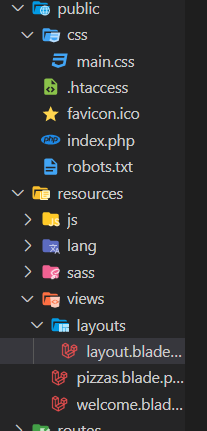 public
css
main.css
.htaccess
favicon.ico
index.php
robots.txt
resources
js
lang
sass
views
layouts
layout.blade...
pizzas.blade.p...
welcome.blad...
routes